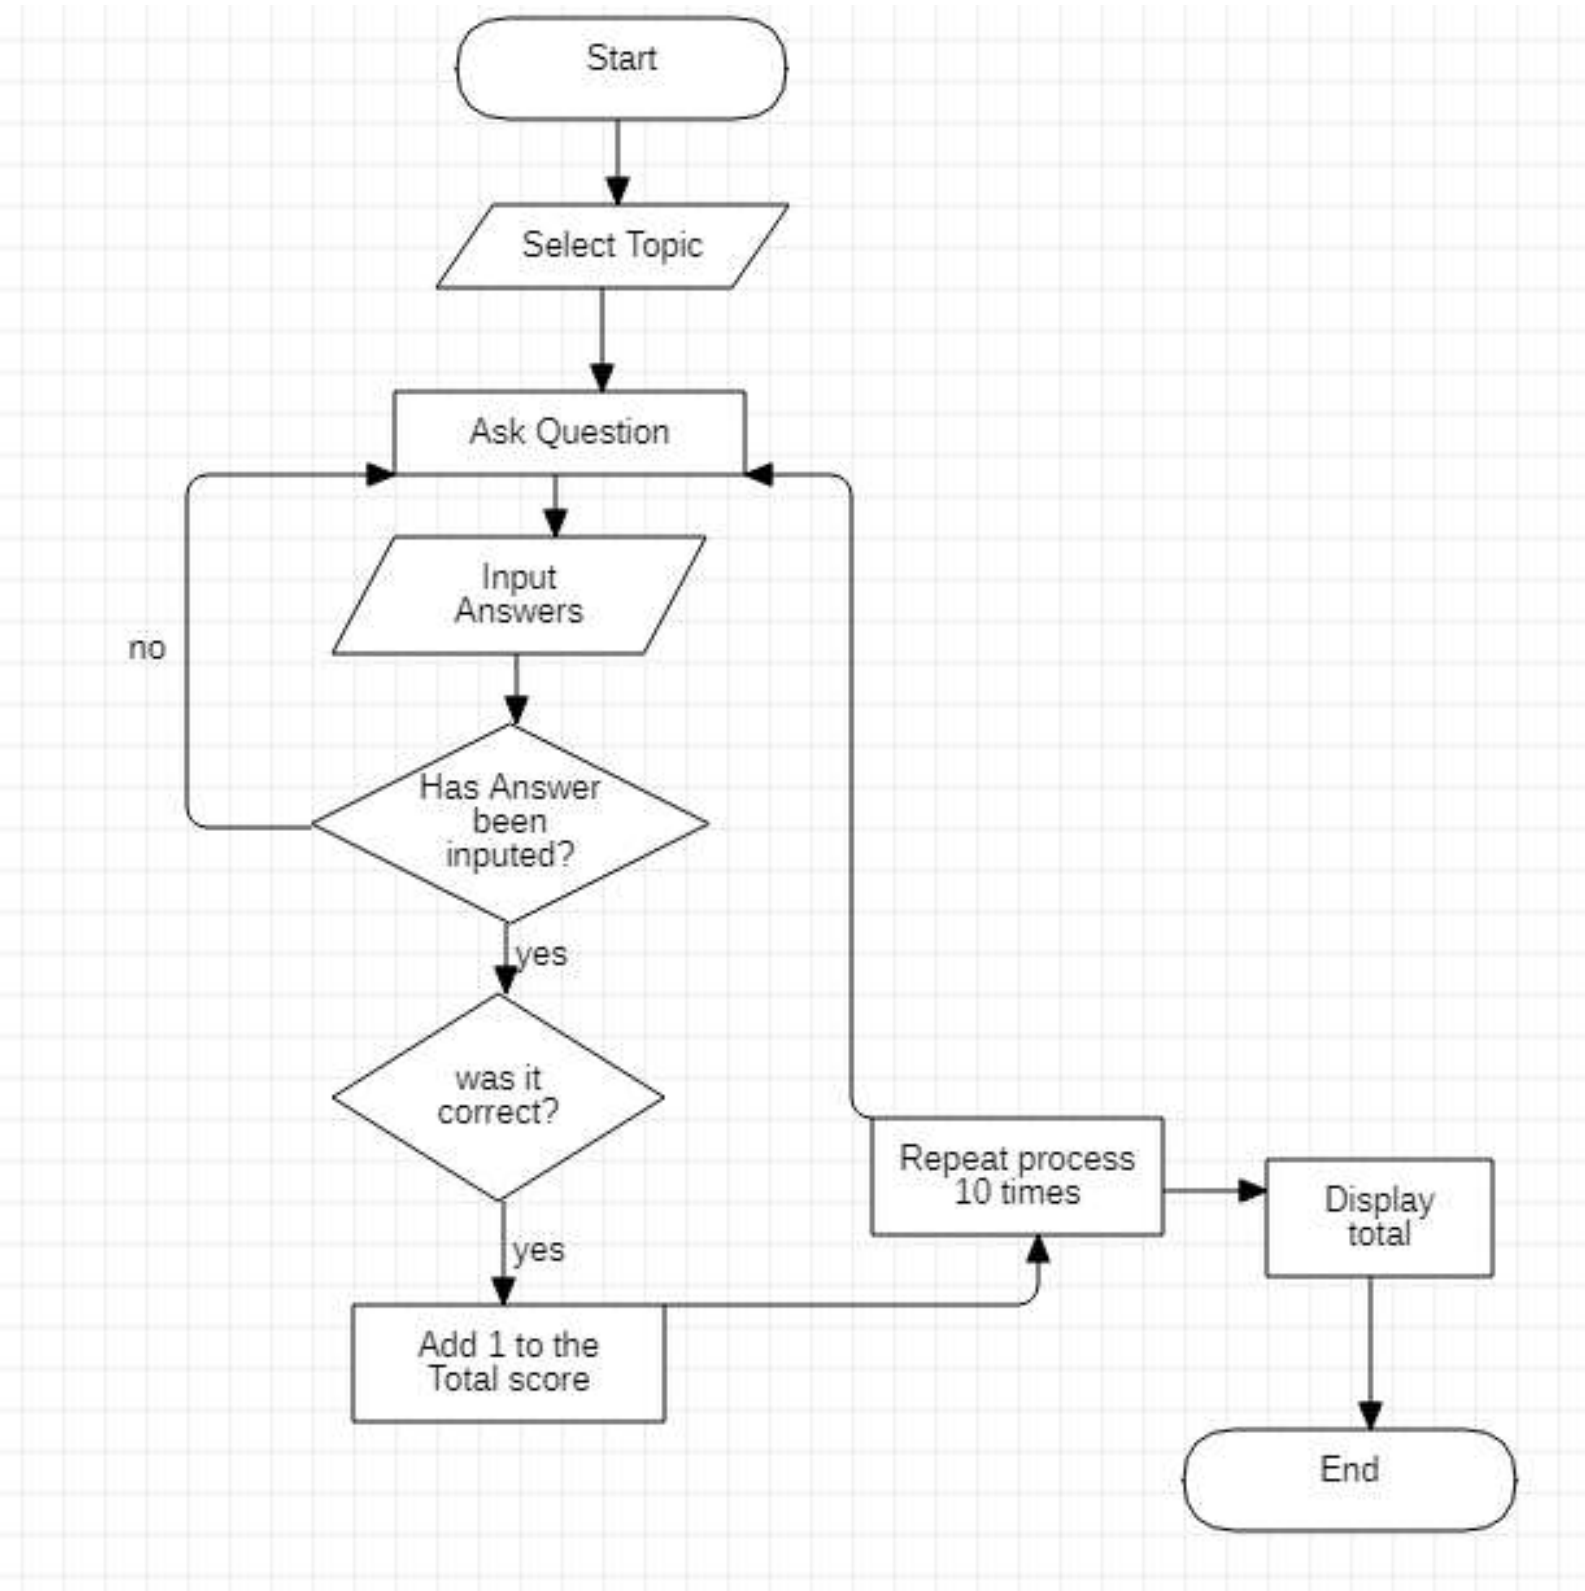 Start
Select Topic
Ask Question
Input
Answers
no
Has Answer
been
inputed?
yes
was it
correct?
yes
Add 1 to the
Total score
Repeat process
10 times
Display
total
End